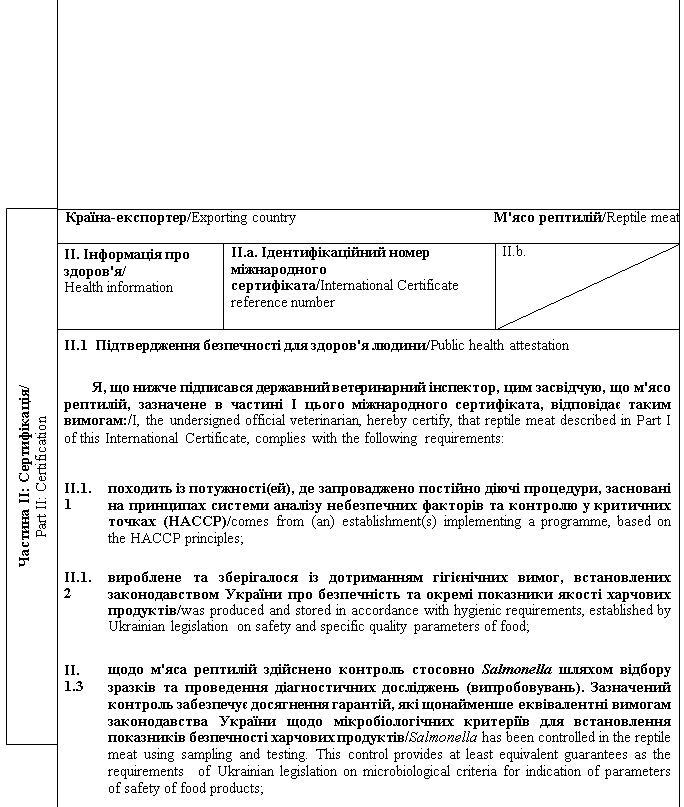 Країна-експортер/Exporting country
М'ясо рептилій/Reptile meat
ІІ. Інформація про
здоров'я/
Health information
ІІ.а. Ідентифікаційний номер
міжнародного
сертифіката/International Certificate
reference number
II.b.
Частина ІІ: Сертифікація/
Part II: Certification
ІІ.1 Підтвердження безпечності для здоров'я людини/Public health attestation
Я, що нижче підписався державний ветеринарний інспектор, цим засвідчую, що м'ясо
рептилій, зазначене в частині І цього міжнародного сертифіката, відповідає таким
вимогам:/I, the undersigned official veterinarian, hereby certify, that reptile meat described in Part I
of this International Certificate, complies with the following requirements:
ІІ.1.
1
походить із потужності(ей), де запроваджено постійно діючі процедури, засновані
на принципах системи аналізу небезпечних факторів та контролю у критичних
точках (НАССР)/comes from (an) establishment(s) implementing a programme, based on
the HACCP principles;
ІІ.1.
2
вироблене та зберігалося із дотриманням гігієнічних вимог, встановлених
законодавством України про безпечність та окремі показники якості харчових
продуктів/was produced and stored in accordance with hygienic requirements, established by
Ukrainian legislation on safety and specific quality parameters of food;
ІІ.
1.3
щодо м'яса рептилій здійснено контроль стосовно Salmonella шляхом відбору
зразків та проведення діагностичних досліджень (випробовувань). Зазначений
контроль забезпечує досягнення гарантій, які щонайменше еквівалентні вимогам
законодавства України щодо мікробіологічних критеріїв для встановлення
показників безпечності харчових продуктів/Salmonella has been controlled in the reptile
meat using sampling and testing. This control provides at least equivalent guarantees as the
requirements of Ukrainian legislation on microbiological criteria for indication of parameters
of safety of food products;